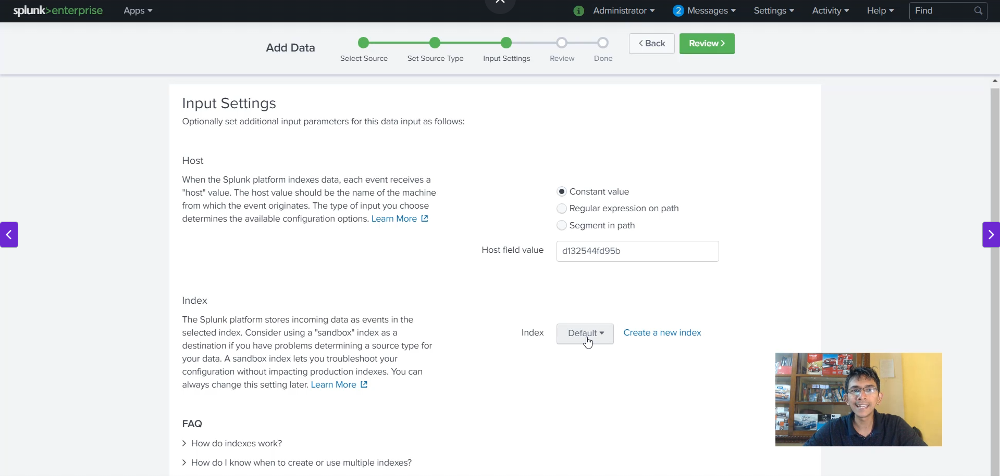 splunk>enterprise Apps Administrator 2 Messages Settings Activity Help Find
Add Data
Select Source Set Source Type Input Settings Review Done
Back Review
Input Settings
Optionally set additional input parameters for this data input as follows:
Host
When the Splunk platform indexes data, each event receives a
"host" value. The host value should be the name of the machine
from which the event originates. The type of input you choose
determines the available configuration options. Learn More
Constant value
Regular expression on path
Segment in path
Host field value d132544fd95b
Index
The Splunk platform stores incoming data as events in the
selected index. Consider using a "sandbox" index as a
destination if you have problems determining a source type for
your data. A sandbox index lets you troubleshoot your
configuration without impacting production indexes. You can
always change this setting later. Learn More
Index Default Create a new index
FAQ
> How do indexes work?
> How do I know when to create or use multiple indexes?